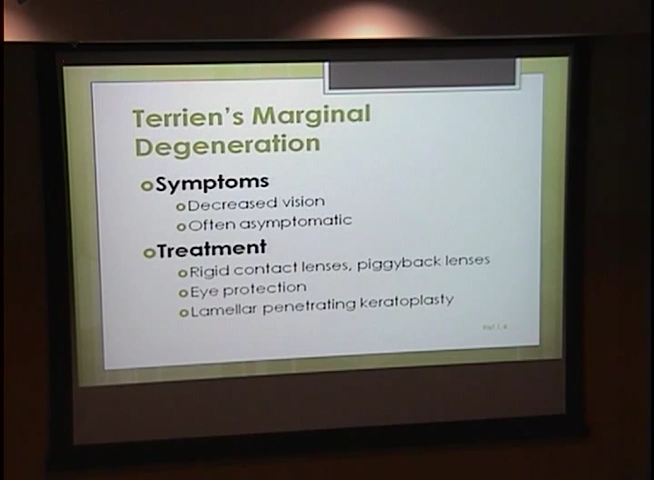 Terrien's Marginal
Degeneration
Symptoms
Decreased vision
Often asymptomatic
Treatment
Rigid contact lenses, piggyback lenses
Eye protection
Lamellar penetrating keratoplasty